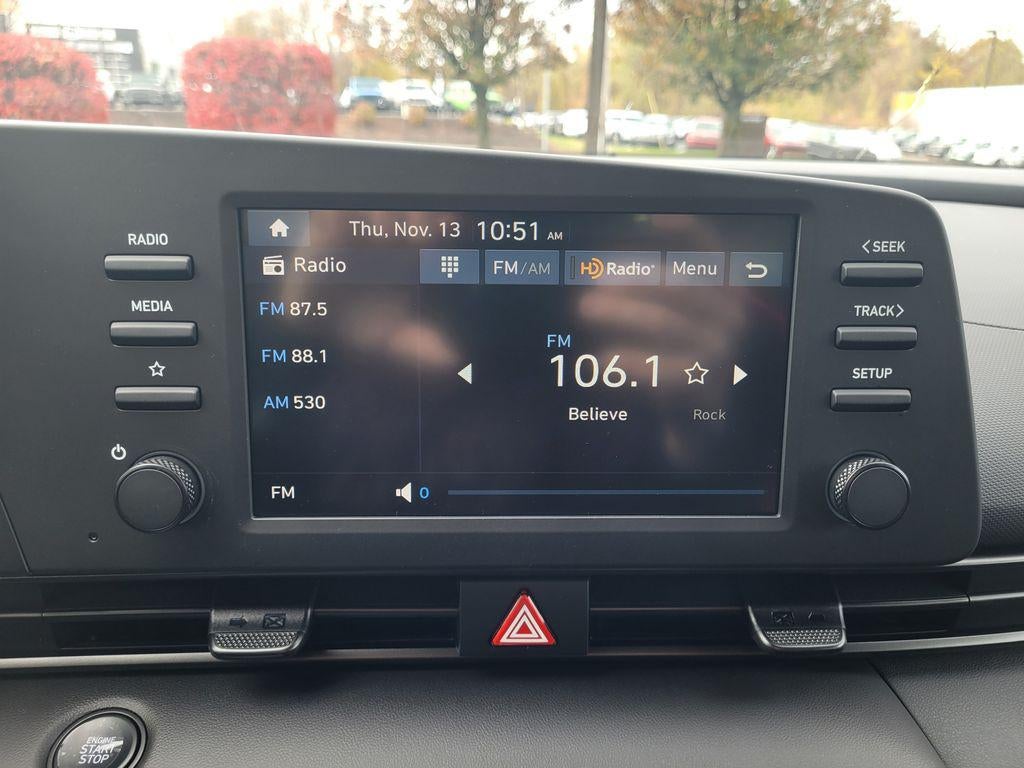 Thu, Nov. 13 10:51 AM
RADIO
<SEEK
Radio FM/AM HD Radio Menu
MEDIA
TRACK>
FM 87.5
FM 88.1
AM 530
FM
106.1
Believe Rock
SETUP
FM 0
ENGINE
START
STOP